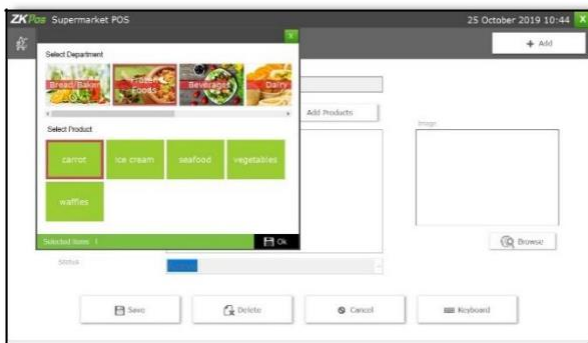 ZKPos Supermarket POS 25 October 2019 10:44 X
+ Add
X
Select Department
Bread/Baker Frozen Foods Beverages Dairy
Add Products
Image
Select Product
carrot ice cream seafood vegetables
waffles
Selected Items 1 Ok
Browse
Status
Save Delete Cancel Keyboard